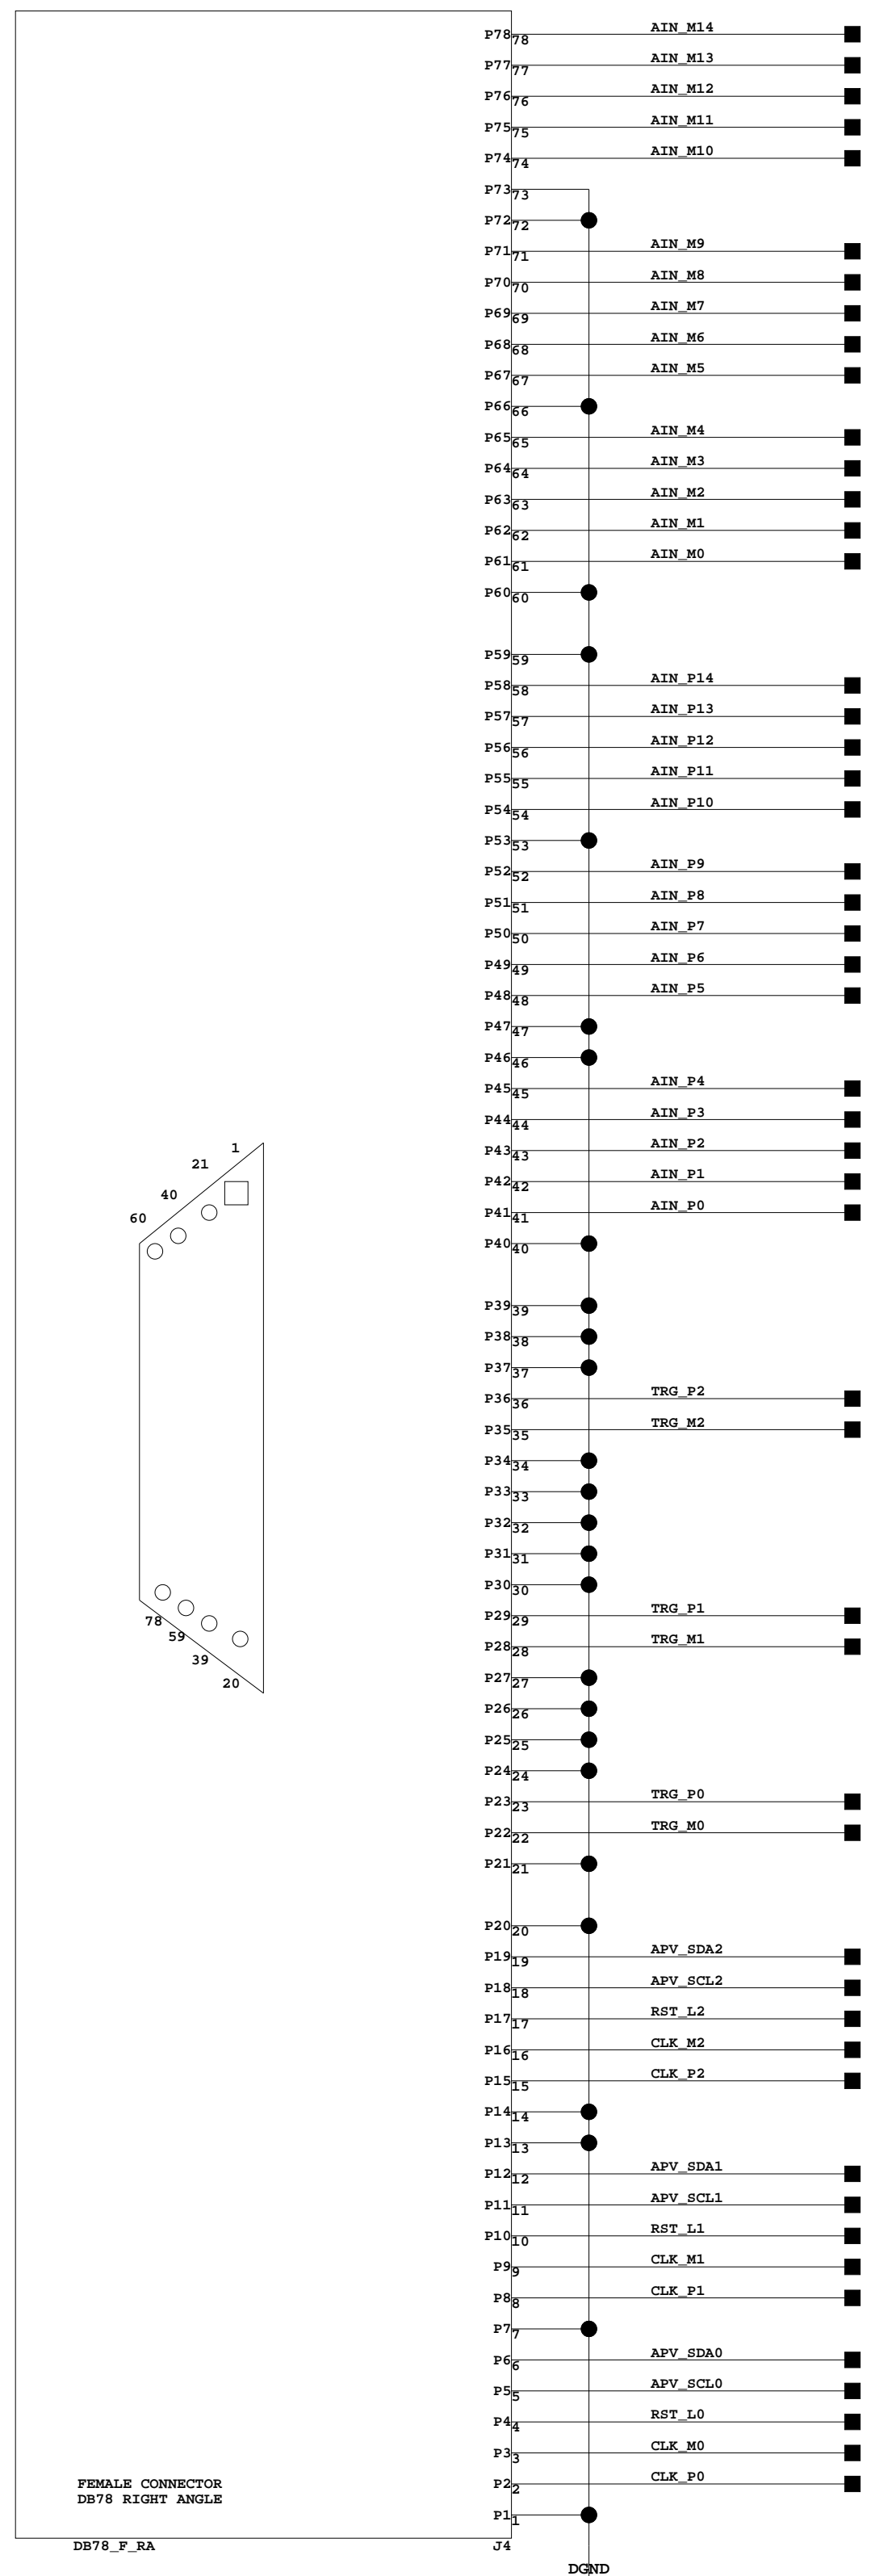 P78 78 AIN_M14
P77 77 AIN_M13
P76 76 AIN_M12
P75 75 AIN_M11
P74 74 AIN_M10
P73 73
P72 72
P71 71 AIN_M9
P70 70 AIN_M8
P69 69 AIN_M7
P68 68 AIN_M6
P67 67 AIN_M5
P66 66
P65 65 AIN_M4
P64 64 AIN_M3
P63 63 AIN_M2
P62 62 AIN_M1
P61 61 AIN_M0
P60 60
P59 59
P58 58 AIN_P14
P57 57 AIN_P13
P56 56 AIN_P12
P55 55 AIN_P11
P54 54 AIN_P10
P53 53
P52 52 AIN_P9
P51 51 AIN_P8
P50 50 AIN_P7
P49 49 AIN_P6
P48 48 AIN_P5
P47 47
P46 46
P45 45 AIN_P4
P44 44 AIN_P3
P43 43 AIN_P2
P42 42 AIN_P1
P41 41 AIN_P0
P40 40
P39 39
P38 38
P37 37
P36 36 TRG_P2
P35 35 TRG_M2
P34 34
P33 33
P32 32
P31 31
P30 30
P29 29 TRG_P1
P28 28 TRG_M1
P27 27
P26 26
P25 25
P24 24
P23 23 TRG_P0
P22 22 TRG_M0
P21 21
P20 20
P19 19 APV_SDA2
P18 18 APV_SCL2
P17 17 RST_L2
P16 16 CLK_M2
P15 15 CLK_P2
P14 14
P13 13
P12 12 APV_SDA1
P11 11 APV_SCL1
P10 10 RST_L1
P9 9 CLK_M1
P8 8 CLK_P1
P7 7
P6 6 APV_SDA0
P5 5 APV_SCL0
P4 4 RST_L0
P3 3 CLK_M0
P2 2 CLK_P0
P1 1
1
21
40
60
78
59
39
20
FEMALE CONNECTOR
DB78 RIGHT ANGLE
DB78_F_RA
J4
DGND